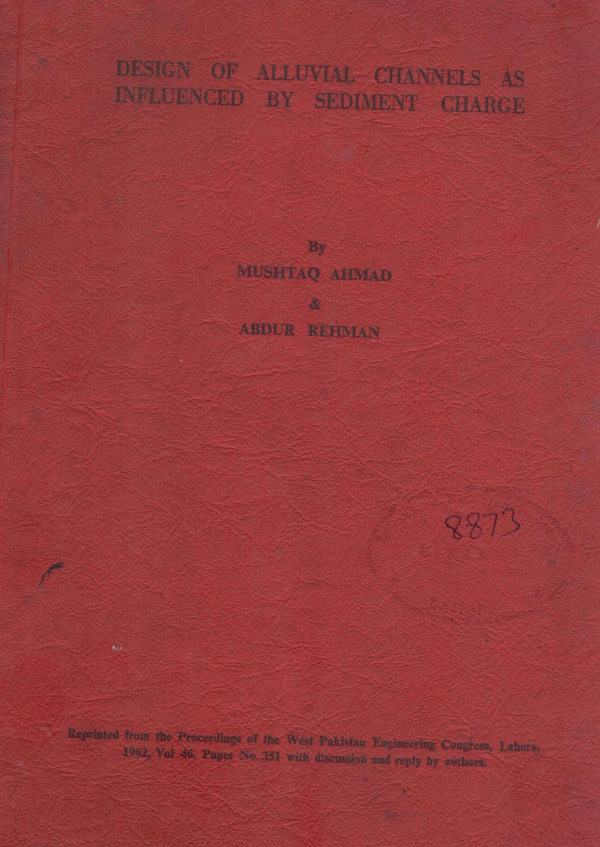 DESIGN OF ALLUVIAL CHANNELS AS
INFLUENCED BY SEDIMENT CHARGE
By
MUSHTAQ AHMAD
&
ABDUR REHMAN
8873
LAHORE
Reprinted from the Proceedings of the West Pakistan Engineering Congress, Lahore,
1962, Vol 46, Paper No. 351 with discussion and reply by authors.